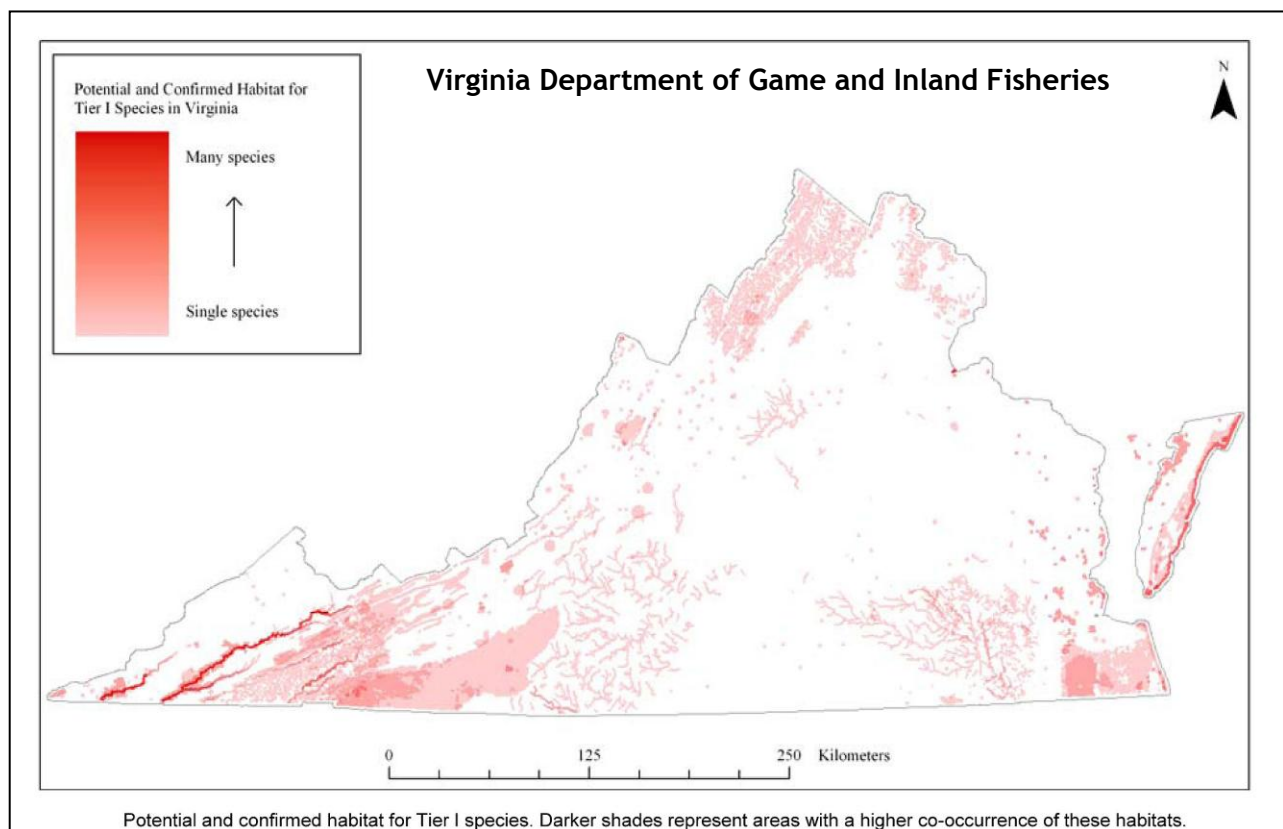 Virginia Department of Game and Inland Fisheries
Potential and Confirmed Habitat for
Tier I Species in Virginia
Many species
Single species
N
0 125 250 Kilometers
Potential and confirmed habitat for Tier I species. Darker shades represent areas with a higher co-occurrence of these habitats.